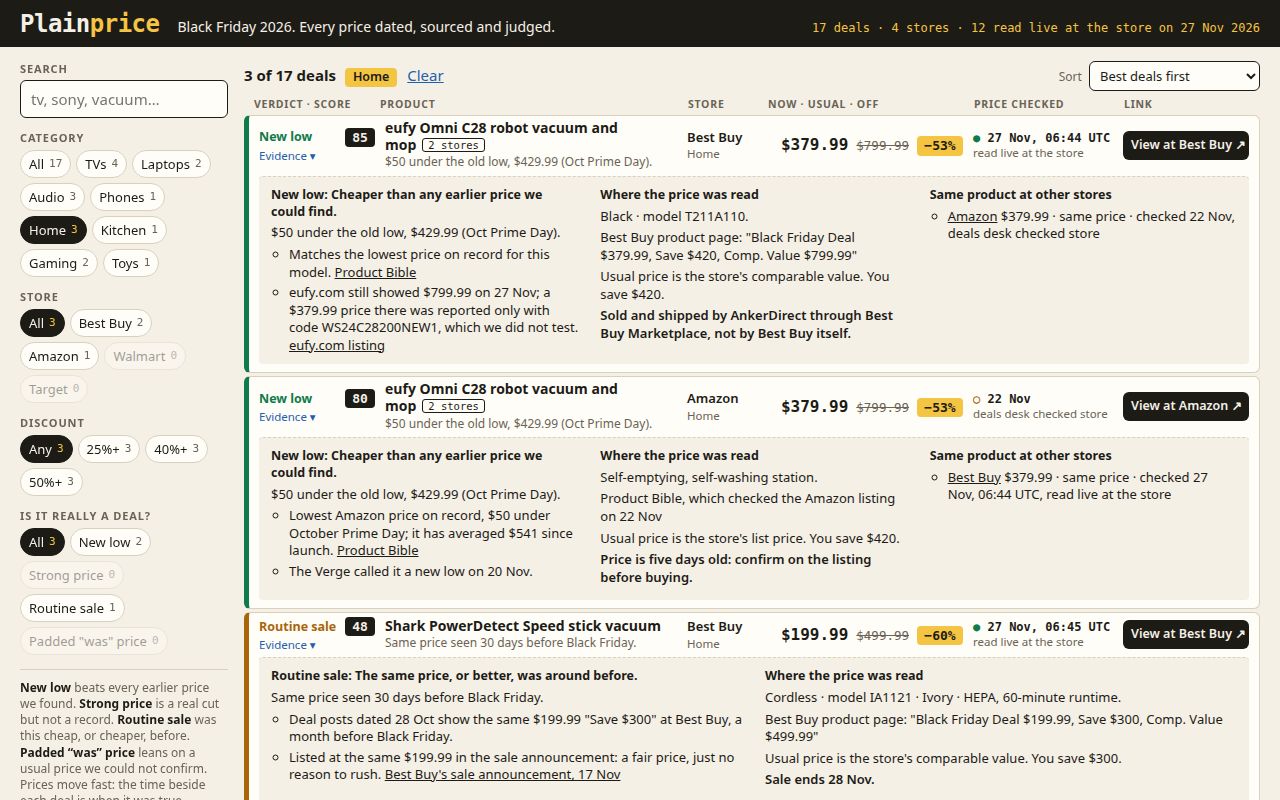 Plainprice Black Friday 2026. Every price dated, sourced and judged. 17 deals · 4 stores · 12 read live at the store on 27 Nov 2026
SEARCH
tv, sony, vacuum…
CATEGORY
All 17 TVs 4 Laptops 2
Audio 3 Phones 1
Home 3 Kitchen 1
Gaming 2 Toys 1
STORE
All 3 Best Buy 2
Amazon 1 Walmart 0
Target 0
DISCOUNT
Any 3 25%+ 3 40%+ 3
50%+ 3
IS IT REALLY A DEAL?
All 3 New low 2
Strong price 0
Routine sale 1
Padded "was" price 0
New low beats every earlier price
we found. Strong price is a real cut
but not a record. Routine sale was
this cheap, or cheaper, before.
Padded “was” price leans on a
usual price we could not confirm.
Prices move fast: the time beside
each deal is when it was true.
3 of 17 deals Home Clear Sort Best deals first
VERDICT · SCORE PRODUCT STORE NOW · USUAL · OFF PRICE CHECKED LINK
New low 85 eufy Omni C28 robot vacuum and
mop 2 stores
$50 under the old low, $429.99 (Oct Prime Day).
Evidence ▾
Best Buy
Home
$379.99 $799.99 −53%
● 27 Nov, 06:44 UTC
read live at the store
View at Best Buy ↗
New low: Cheaper than any earlier price we
could find.
$50 under the old low, $429.99 (Oct Prime Day).
Matches the lowest price on record for this
model. Product Bible
eufy.com still showed $799.99 on 27 Nov; a
$379.99 price there was reported only with
code WS24C28200NEW1, which we did not test.
eufy.com listing
Where the price was read
Black · model T211A110.
Best Buy product page: "Black Friday Deal
$379.99, Save $420, Comp. Value $799.99"
Usual price is the store's comparable value. You
save $420.
Sold and shipped by AnkerDirect through Best
Buy Marketplace, not by Best Buy itself.
Same product at other stores
Amazon $379.99 · same price · checked 22 Nov,
deals desk checked store
New low 80 eufy Omni C28 robot vacuum and
mop 2 stores
$50 under the old low, $429.99 (Oct Prime Day).
Evidence ▾
Amazon
Home
$379.99 $799.99 −53%
○ 22 Nov
deals desk checked store
View at Amazon ↗
New low: Cheaper than any earlier price we
could find.
$50 under the old low, $429.99 (Oct Prime Day).
Lowest Amazon price on record, $50 under
October Prime Day; it has averaged $541 since
launch. Product Bible
The Verge called it a new low on 20 Nov.
Where the price was read
Self-emptying, self-washing station.
Product Bible, which checked the Amazon listing
on 22 Nov
Usual price is the store's list price. You save $420.
Price is five days old: confirm on the listing
before buying.
Same product at other stores
Best Buy $379.99 · same price · checked 27
Nov, 06:44 UTC, read live at the store
Routine sale 48 Shark PowerDetect Speed stick vacuum
Same price seen 30 days before Black Friday.
Evidence ▾
Best Buy
Home
$199.99 $499.99 −60%
● 27 Nov, 06:45 UTC
read live at the store
View at Best Buy ↗
Routine sale: The same price, or better, was around before.
Same price seen 30 days before Black Friday.
Deal posts dated 28 Oct show the same $199.99 "Save $300" at Best Buy, a
month before Black Friday.
Listed at the same $199.99 in the sale announcement: a fair price, just no
reason to rush. Best Buy's sale announcement, 17 Nov
Where the price was read
Cordless · model IA1121 · Ivory · HEPA, 60-minute runtime.
Best Buy product page: "Black Friday Deal $199.99, Save $300, Comp. Value
$499.99"
Usual price is the store's comparable value. You save $300.
Sale ends 28 Nov.